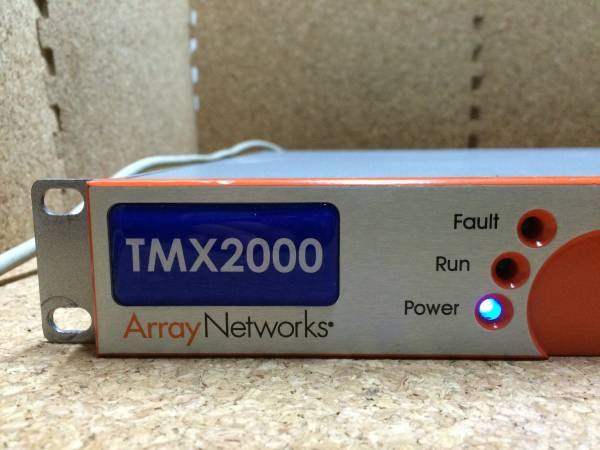 TMX2000
ArrayNetworks
Fault
Run
Power